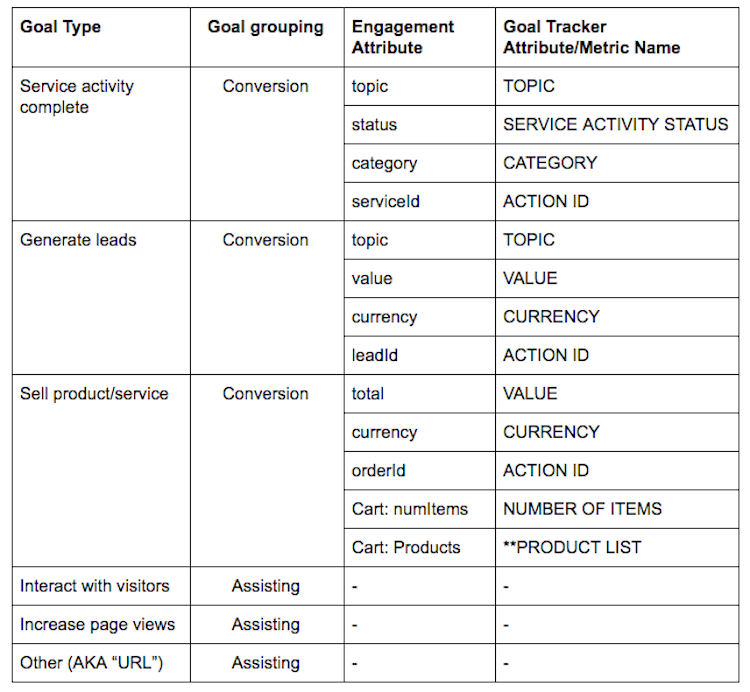 Goal Type Goal grouping Engagement Attribute Goal Tracker Attribute/Metric Name
Service activity complete Conversion topic TOPIC
status SERVICE ACTIVITY STATUS
category CATEGORY
serviceId ACTION ID
Generate leads Conversion topic TOPIC
value VALUE
currency CURRENCY
leadId ACTION ID
Sell product/service Conversion total VALUE
currency CURRENCY
orderId ACTION ID
Cart: numItems NUMBER OF ITEMS
Cart: Products **PRODUCT LIST
Interact with visitors Assisting - -
Increase page views Assisting - -
Other (AKA “URL”) Assisting - -